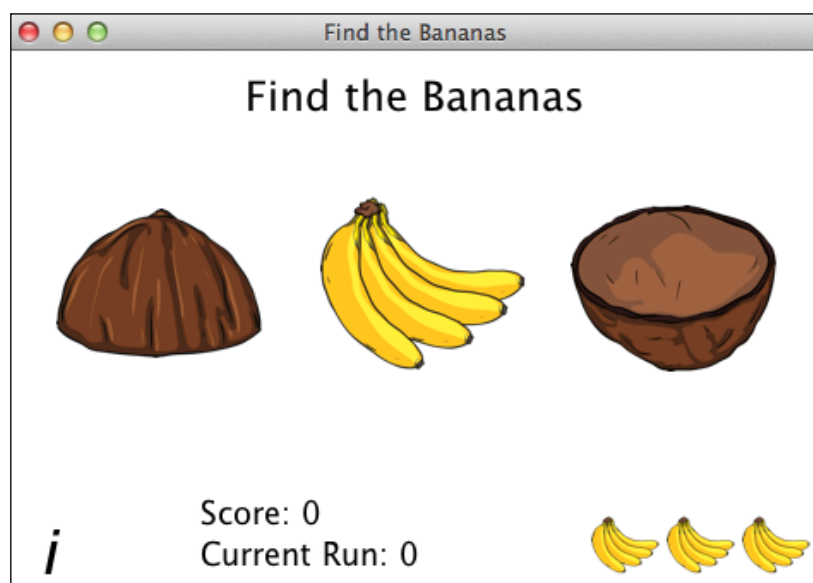 Find the Bananas
Find the Bananas
Score: 0
Current Run: 0
i